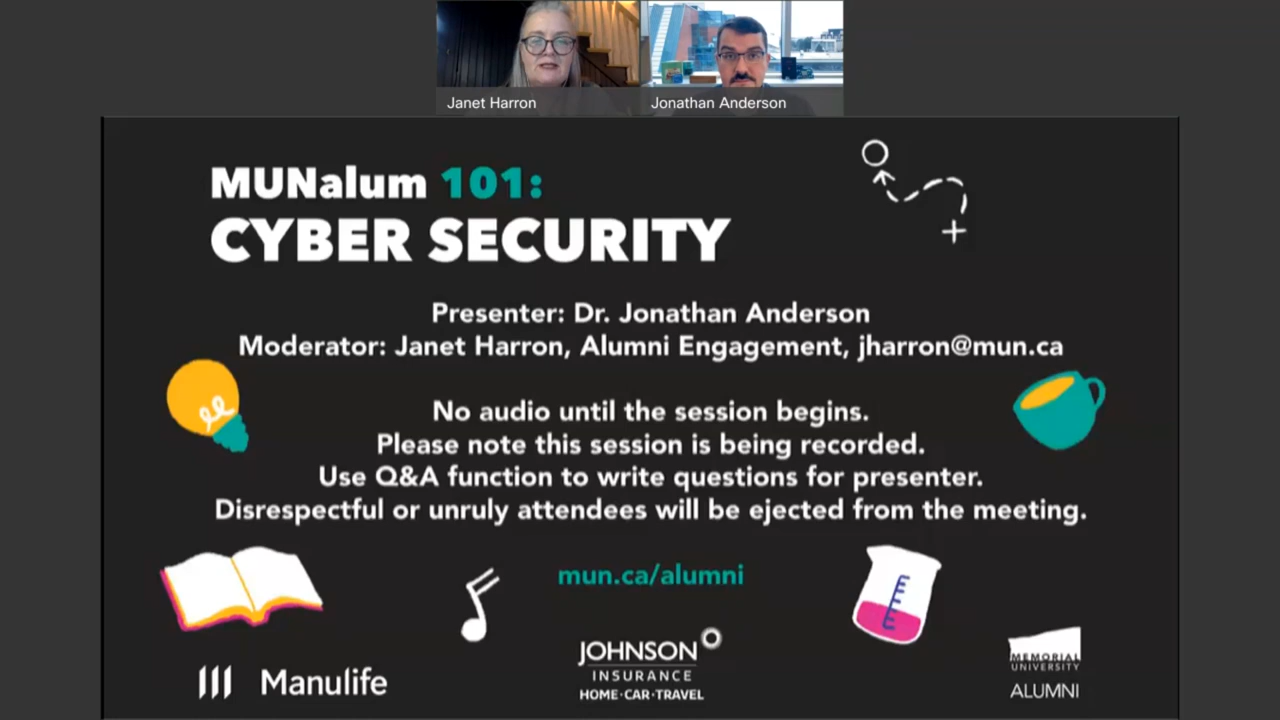 Janet Harron
Jonathan Anderson
MUNalum 101:
CYBER SECURITY
Presenter: Dr. Jonathan Anderson
Moderator: Janet Harron, Alumni Engagement, jharron@mun.ca
No audio until the session begins.
Please note this session is being recorded.
Use Q&A function to write questions for presenter.
Disrespectful or unruly attendees will be ejected from the meeting.
mun.ca/alumni
Manulife
JOHNSON
INSURANCE
HOME·CAR·TRAVEL
MEMORIAL
UNIVERSITY
ALUMNI